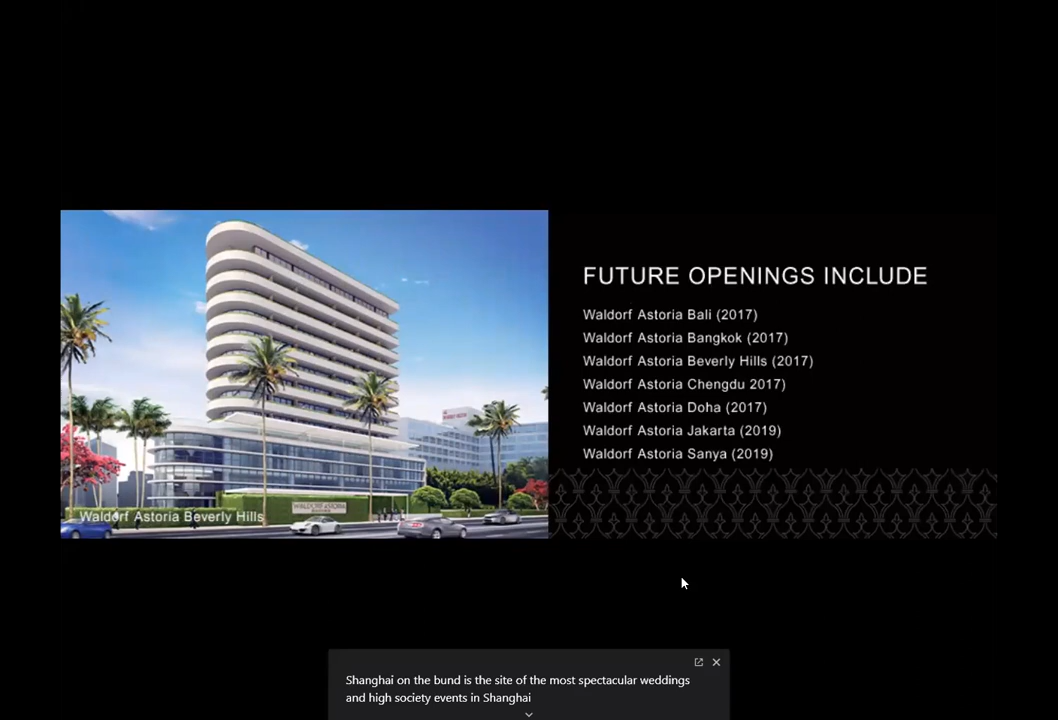 FUTURE OPENINGS INCLUDE
Waldorf Astoria Bali (2017)
Waldorf Astoria Bangkok (2017)
Waldorf Astoria Beverly Hills (2017)
Waldorf Astoria Chengdu 2017)
Waldorf Astoria Doha (2017)
Waldorf Astoria Jakarta (2019)
Waldorf Astoria Sanya (2019)
WALDORF ASTORIA
Waldorf Astoria Beverly Hills
Shanghai on the bund is the site of the most spectacular weddings
and high society events in Shanghai